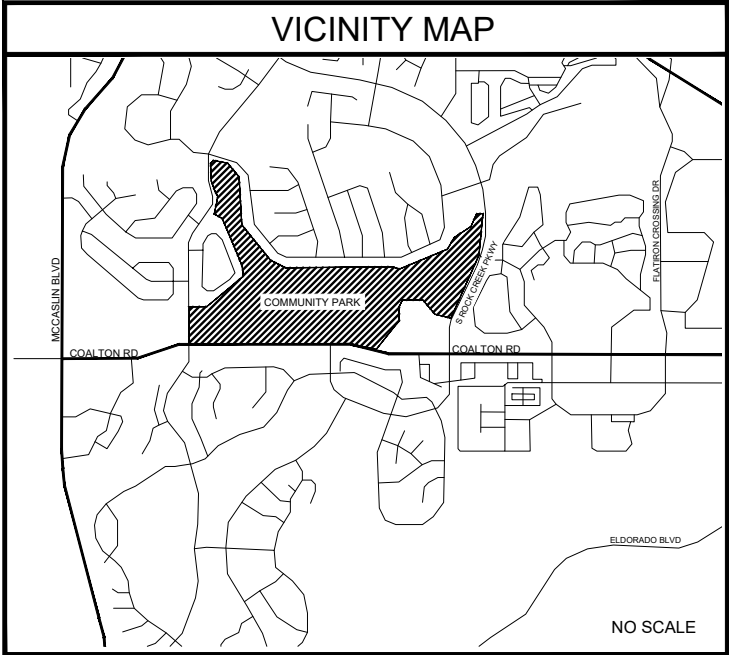 VICINITY MAP
MCCASLIN BLVD
FLATIRON CROSSING DR
S ROCK CREEK PKWY
COMMUNITY PARK
COALTON RD
COALTON RD
ELDORADO BLVD
NO SCALE